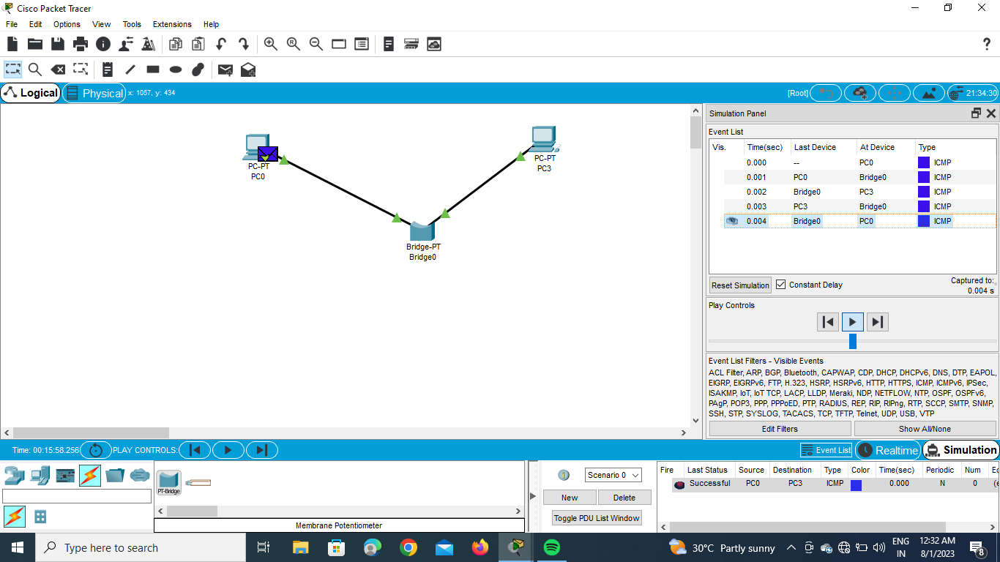 Cisco Packet Tracer
File Edit Options View Tools Extensions Help
?
Logical Physical x: 1057, y: 434 [Root] 21:34:30
PC-PT
PC0
PC-PT
PC3
Bridge-PT
Bridge0
Simulation Panel
Event List
Vis. Time(sec) Last Device At Device Type
0.000 -- PC0 ICMP
0.001 PC0 Bridge0 ICMP
0.002 Bridge0 PC3 ICMP
0.003 PC3 Bridge0 ICMP
0.004 Bridge0 PC0 ICMP
Reset Simulation Constant Delay Captured to:
0.004 s
Play Controls
Event List Filters - Visible Events
ACL Filter, ARP, BGP, Bluetooth, CAPWAP, CDP, DHCP, DHCPv6, DNS, DTP, EAPOL,
EIGRP, EIGRPv6, FTP, H.323, HSRP, HSRPv6, HTTP, HTTPS, ICMP, ICMPv6, IPSec,
ISAKMP, IoT, IoT TCP, LACP, LLDP, Meraki, NDP, NETFLOW, NTP, OSPF, OSPFv6,
PAgP, POP3, PPP, PPPoED, PTP, RADIUS, REP, RIP, RIPng, RTP, SCCP, SMTP, SNMP,
SSH, STP, SYSLOG, TACACS, TCP, TFTP, Telnet, UDP, USB, VTP
Edit Filters Show All/None
Time: 00:15:58.256 PLAY CONTROLS: Event List Realtime Simulation
PT-Bridge
Membrane Potentiometer
Scenario 0
New Delete
Toggle PDU List Window
Fire Last Status Source Destination Type Color Time(sec) Periodic Num
Successful PC0 PC3 ICMP 0.000 N 0
Type here to search
30°C Partly sunny
ENG
IN
12:32 AM
8/1/2023
8